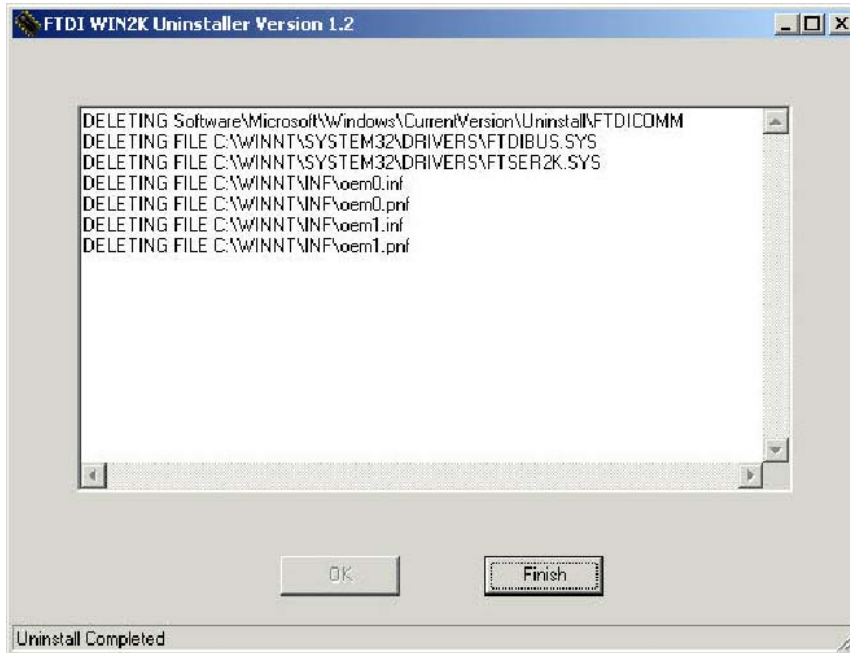 FTDI WIN2K Uninstaller Version 1.2
DELETING Software\Microsoft\Windows\CurrentVersion\Uninstall\FTDICOMM
DELETING FILE C:\WINNT\SYSTEM32\DRIVERS\FTDIBUS.SYS
DELETING FILE C:\WINNT\SYSTEM32\DRIVERS\FTSER2K.SYS
DELETING FILE C:\WINNT\INF\oem0.inf
DELETING FILE C:\WINNT\INF\oem0.pnf
DELETING FILE C:\WINNT\INF\oem1.inf
DELETING FILE C:\WINNT\INF\oem1.pnf
OK Finish
Uninstall Completed